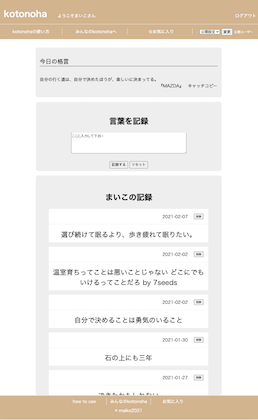 kotonoha
ようこそまいこさん
ログアウト
kotonohaの使い方
みんなのkotonohaへ
お気に入り
今日の格言
自分の行く道は、自分で決めたほうが、楽しいに決まってる。
『MAZDA』 キャッチコピー
言葉を記録
ここに入力して下さい
記録する リセット
まいこの記録
2021-02-07 削除
選び続けて眠るより、歩き疲れて眠りたい。
2021-02-02 削除
温室育ちってことは悪いことじゃない どこにでも
いけるってことだろ by 7seeds
2021-02-02 削除
自分で決めることは勇気のいること
2021-01-30 削除
石の上にも三年
2021-01-30 削除
How to use
みんなのkotonoha
お気に入り
© maiko2021